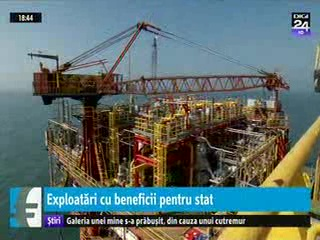 18:44
DIGI
24
HD
Exploatări cu beneficii pentru stat
Știri Galeria unei mine s-a prăbușit, din cauza unui cutremur